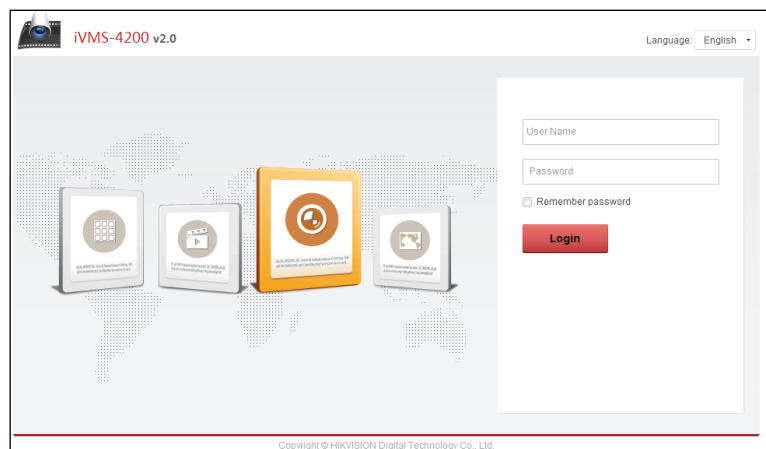 iVMS-4200 v2.0
Language: English
User Name
Password
Remember password
Login
Copyright © HIKVISION Digital Technology Co., Ltd.